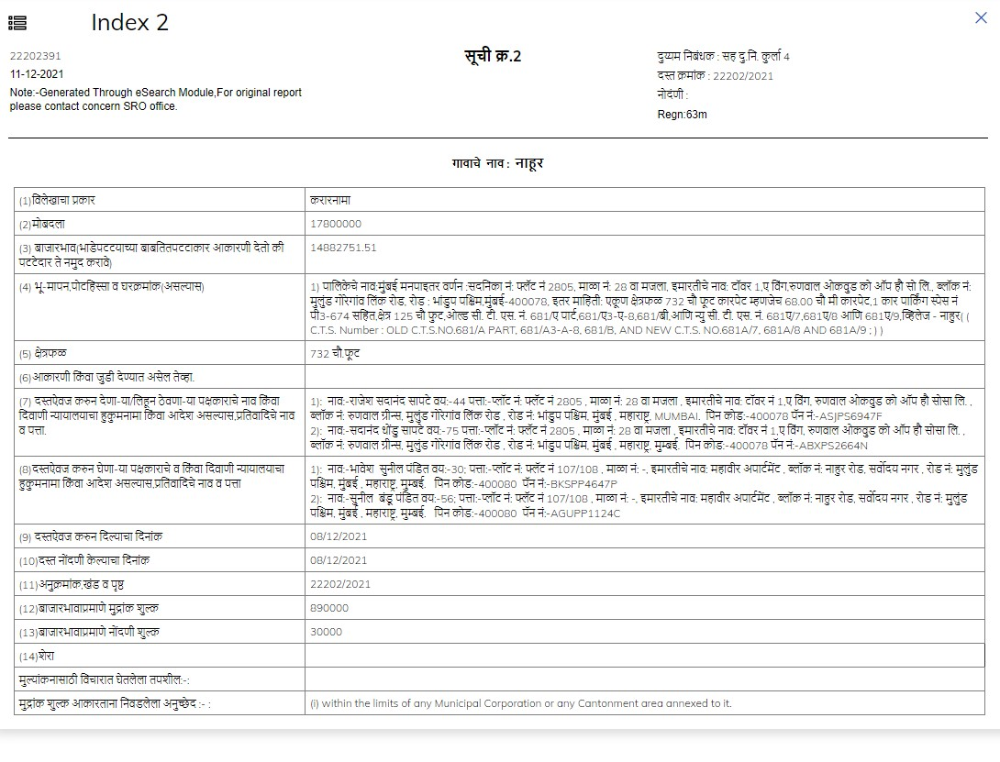 Index 2
22202391
सूची क्र.2
दुय्यम निबंधक : सह दु.नि. कुर्ला 4
11-12-2021
दस्त क्रमांक : 22202/2021
Note:-Generated Through eSearch Module,For original report
please contact concern SRO office.
नोदंणी :
Regn:63m
गावाचे नाव : नाहूर
(1)विलेखाचा प्रकार
करारनामा
(2)मोबदला
17800000
(3) बाजारभाव(भाडेपटटयाच्या बाबतितपटटाकार आकारणी देतो की
पटटेदार ते नमुद करावे)
14882751.51
(4) भू-मापन,पोटहिस्सा व घरक्रमांक(असल्यास)
1) पालिकेचे नाव:मुंबई मनपाइतर वर्णन :सदनिका नं: फ्लॅट नं 2805, माळा नं: 28 वा मजला, इमारतीचे नाव: टॉवर 1,ए विंग,रुणवाल ओकवुड को ऑप हौ सो लि., ब्लॉक नं:
मुलुंड गोरेगांव लिंक रोड, रोड : भांडुप पश्चिम,मुंबई-400078, इतर माहिती: एकूण क्षेत्रफळ 732 चौ फूट कारपेट म्हणजेच 68.00 चौ मी कारपेट,1 कार पार्किंग स्पेस नं
पी3-674 सहित,क्षेत्र 125 चौ फुट,ओल्ड सी. टी. एस. नं. 681/ए पार्ट,681/ए3-ए-8,681/बी,आणि न्यु सी. टी. एस. नं. 681ए/7,681ए/8 आणि 681ए/9,व्हिलेज - नाहुर( (
C.T.S. Number : OLD C.T.S.NO.681/A PART, 681/A3-A-8, 681/B, AND NEW C.T.S. NO.681A/7, 681A/8 AND 681A/9 ; ) )
(5) क्षेत्रफळ
732 चौ.फूट
(6)आकारणी किंवा जुडी देण्यात असेल तेव्हा.
(7) दस्तऐवज करुन देणा-या/लिहून ठेवणा-या पक्षकाराचे नाव किंवा
दिवाणी न्यायालयाचा हुकुमनामा किंवा आदेश असल्यास,प्रतिवादिचे नाव
व पत्ता.
1): नाव:-राजेश सदानंद सापटे वय:-44 पत्ता:-प्लॉट नं: फ्लॅट नं 2805 , माळा नं: 28 वा मजला , इमारतीचे नाव: टॉवर नं 1,ए विंग, रुणवाल ओकवुड को ऑप हौ सोसा लि. ,
ब्लॉक नं: रुणवाल ग्रीन्स, मुलुंड गोरेगांव लिंक रोड , रोड नं: भांडुप पश्चिम, मुंबई , महाराष्ट्र, MUMBAI. पिन कोड:-400078 पॅन नं:-ASJPS6947F
2): नाव:-सदानंद धोंडु सापटे वय:-75 पत्ता:-प्लॉट नं: फ्लॅट नं 2805 , माळा नं: 28 वा मजला , इमारतीचे नाव: टॉवर नं 1,ए विंग, रुणवाल ओकवुड को ऑप हौ सोसा लि. ,
ब्लॉक नं: रुणवाल ग्रीन्स, मुलुंड गोरेगांव लिंक रोड , रोड नं: भांडुप पश्चिम, मुंबई , महाराष्ट्र, मुम्बई. पिन कोड:-400078 पॅन नं:-ABXPS2664N
(8)दस्तऐवज करुन घेणा-या पक्षकाराचे व किंवा दिवाणी न्यायालयाचा
हुकुमनामा किंवा आदेश असल्यास,प्रतिवादिचे नाव व पत्ता
1): नाव:-भावेश सुनील पंडित वय:-30; पत्ता:-प्लॉट नं: फ्लॅट नं 107/108 , माळा नं: -, इमारतीचे नाव: महावीर अपार्टमेंट , ब्लॉक नं: नाहुर रोड, सर्वोदय नगर , रोड नं: मुलुंड
पश्चिम, मुंबई , महाराष्ट्र, मुम्बई. पिन कोड:-400080 पॅन नं:-BKSPP4647P
2): नाव:-सुनील बंडू पंडित वय:-56; पत्ता:-प्लॉट नं: फ्लॅट नं 107/108 , माळा नं: -, इमारतीचे नाव: महावीर अपार्टमेंट , ब्लॉक नं: नाहुर रोड, सर्वोदय नगर , रोड नं: मुलुंड
पश्चिम, मुंबई , महाराष्ट्र, मुम्बई. पिन कोड:-400080 पॅन नं:-AGUPP1124C
(9) दस्तऐवज करुन दिल्याचा दिनांक
08/12/2021
(10)दस्त नोंदणी केल्याचा दिनांक
08/12/2021
(11)अनुक्रमांक,खंड व पृष्ठ
22202/2021
(12)बाजारभावाप्रमाणे मुद्रांक शुल्क
890000
(13)बाजारभावाप्रमाणे नोंदणी शुल्क
30000
(14)शेरा
मुल्यांकनासाठी विचारात घेतलेला तपशील:-:
मुद्रांक शुल्क आकारताना निवडलेला अनुच्छेद :- :
(i) within the limits of any Municipal Corporation or any Cantonment area annexed to it.